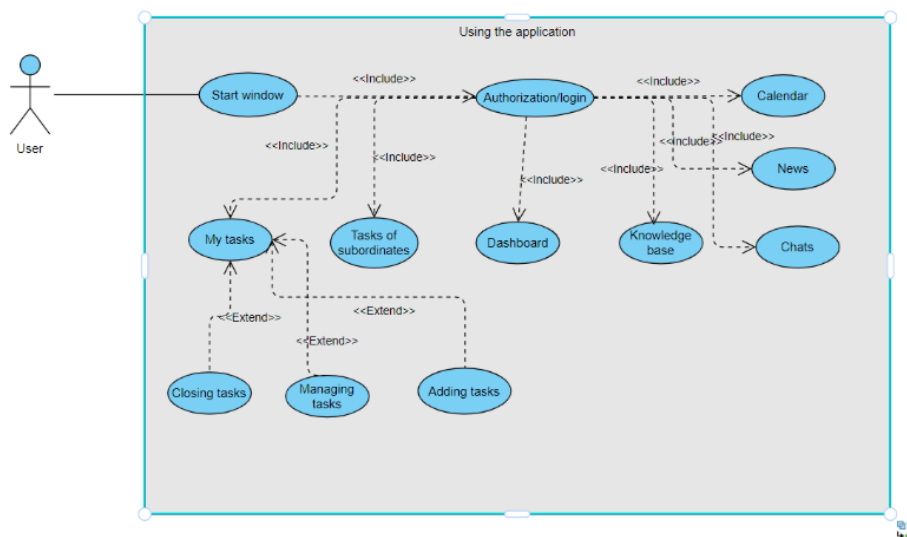 Using the application
<<Include>>
<<Include>>
Start window
Authorization/login
Calendar
<<Include>>
<<Include>>
<<Include>>
<<Include>>
User
<<Include>>
News
<<Include>>
<<Include>>
My tasks
Tasks of
subordinates
Dashboard
Knowledge
base
Chats
<<Extend>>
<<Extend>>
<<Extend>>
Closing tasks
Managing
tasks
Adding tasks